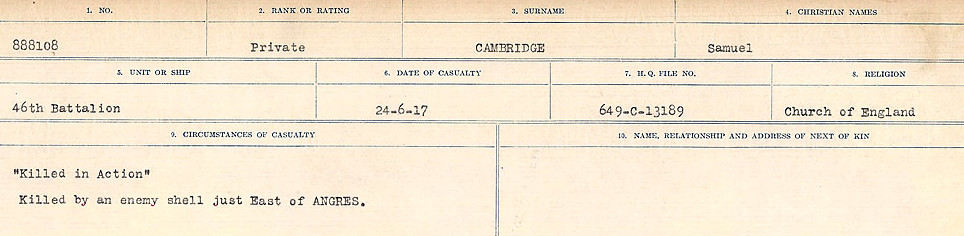 1. NO. 2. RANK OR RATING 3. SURNAME 4. CHRISTIAN NAMES
888108 Private CAMBRIDGE Samuel
5. UNIT OR SHIP 6. DATE OF CASUALTY 7. H. Q. FILE NO. 8. RELIGION
46th Battalion 24-6-17 649-C-13189 Church of England
9. CIRCUMSTANCES OF CASUALTY 10. NAME, RELATIONSHIP AND ADDRESS OF NEXT OF KIN
"Killed in Action"
Killed by an enemy shell just East of ANGRES.